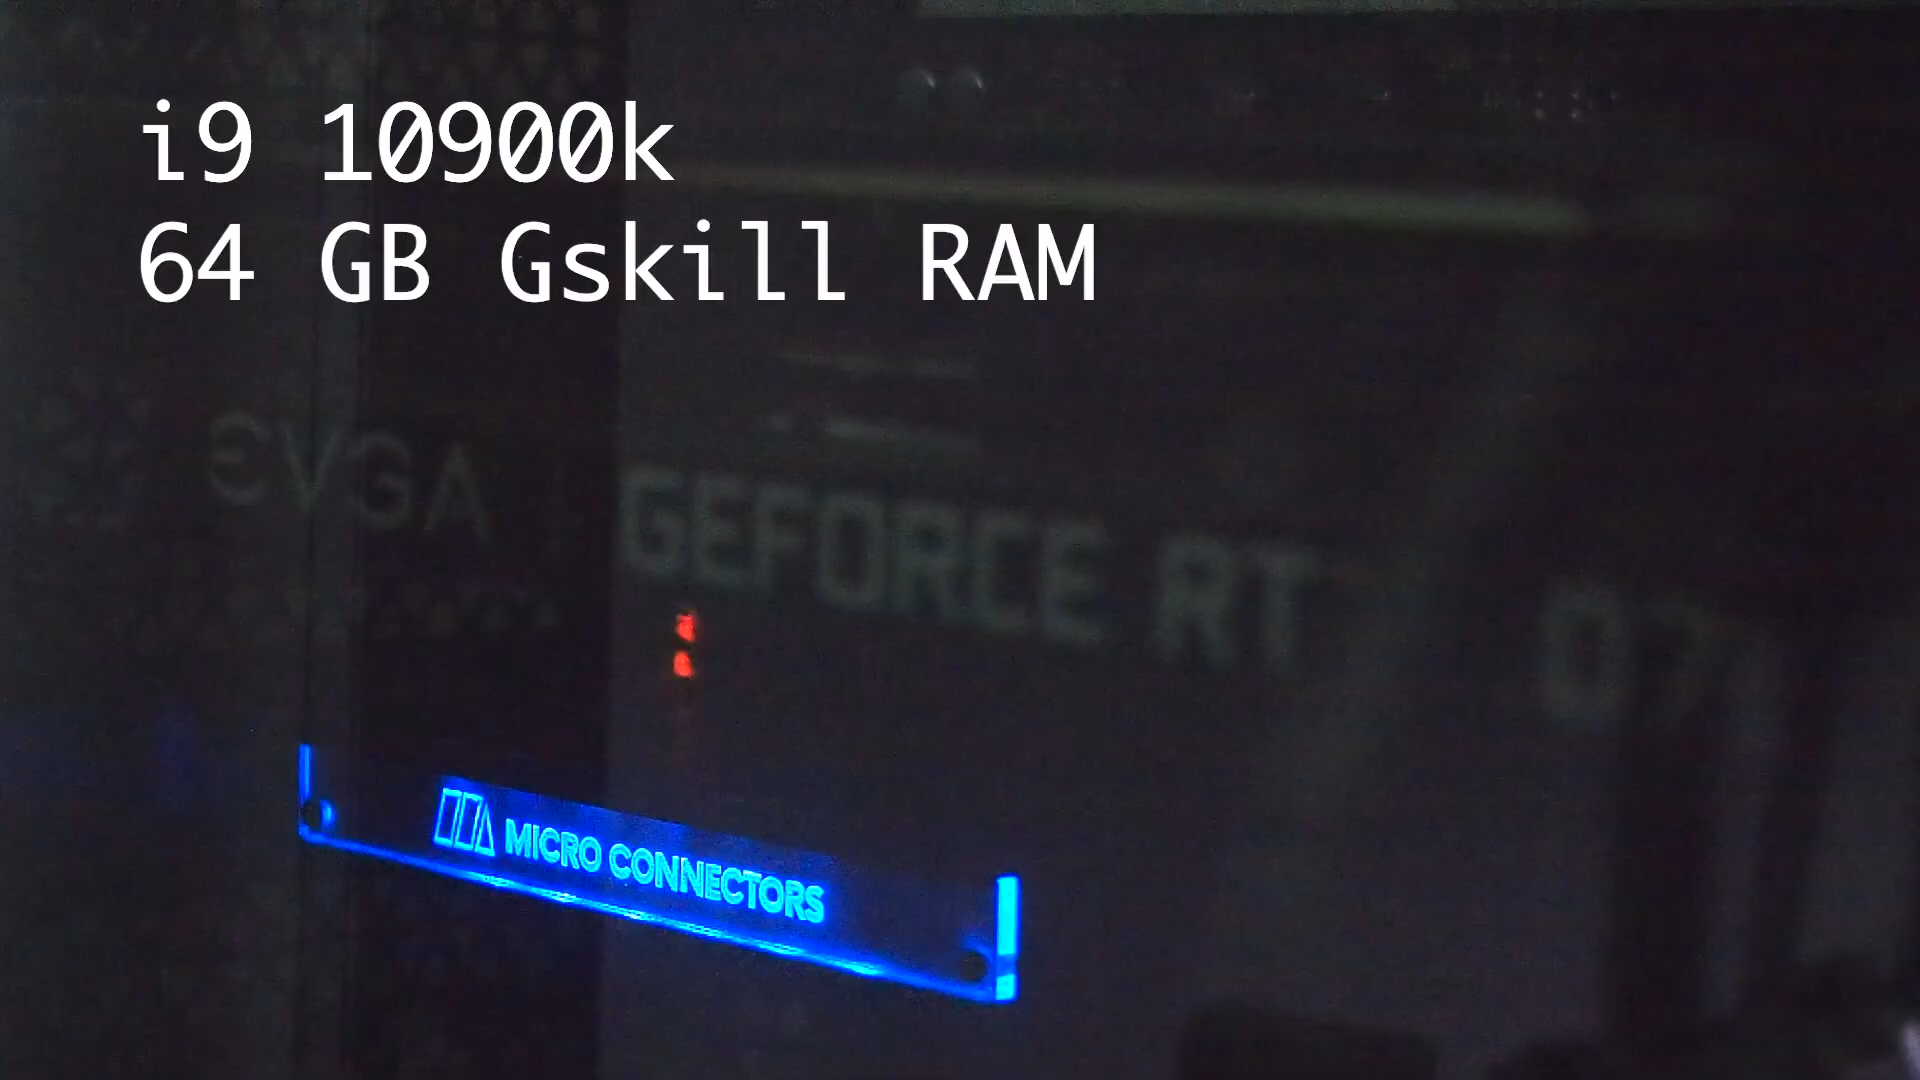 i9 10900k
64 GB Gskill RAM
EVGA | GEFORCE RT
MICRO CONNECTORS